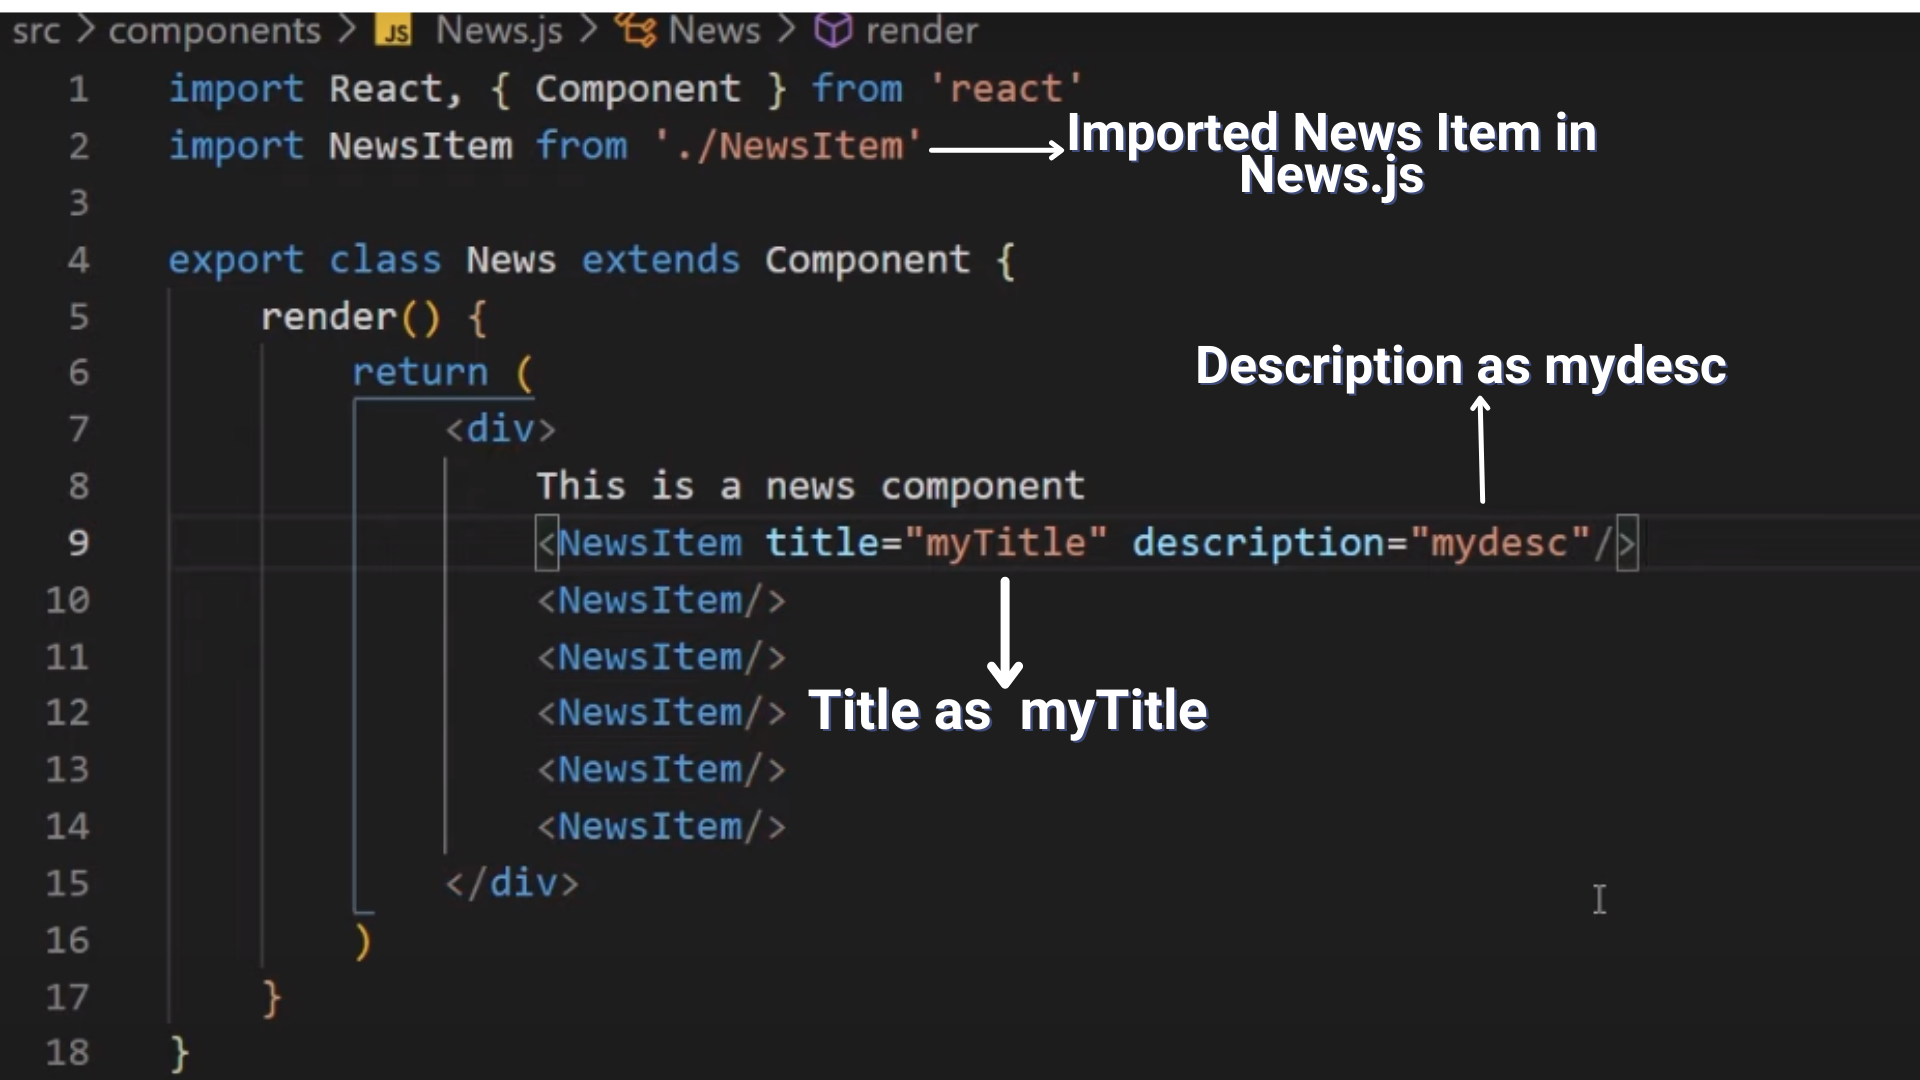 src > components > JS News.js > News > render
1 import React, { Component } from 'react'
2 import NewsItem from './NewsItem'
Imported News Item in
News.js
3
4 export class News extends Component {
5 render() {
6 return (
Description as mydesc
7 <div>
8 This is a news component
9 <NewsItem title="myTitle" description="mydesc"/>
10 <NewsItem/>
11 <NewsItem/>
12 <NewsItem/>
Title as myTitle
13 <NewsItem/>
14 <NewsItem/>
15 </div>
16 )
17 }
18 }